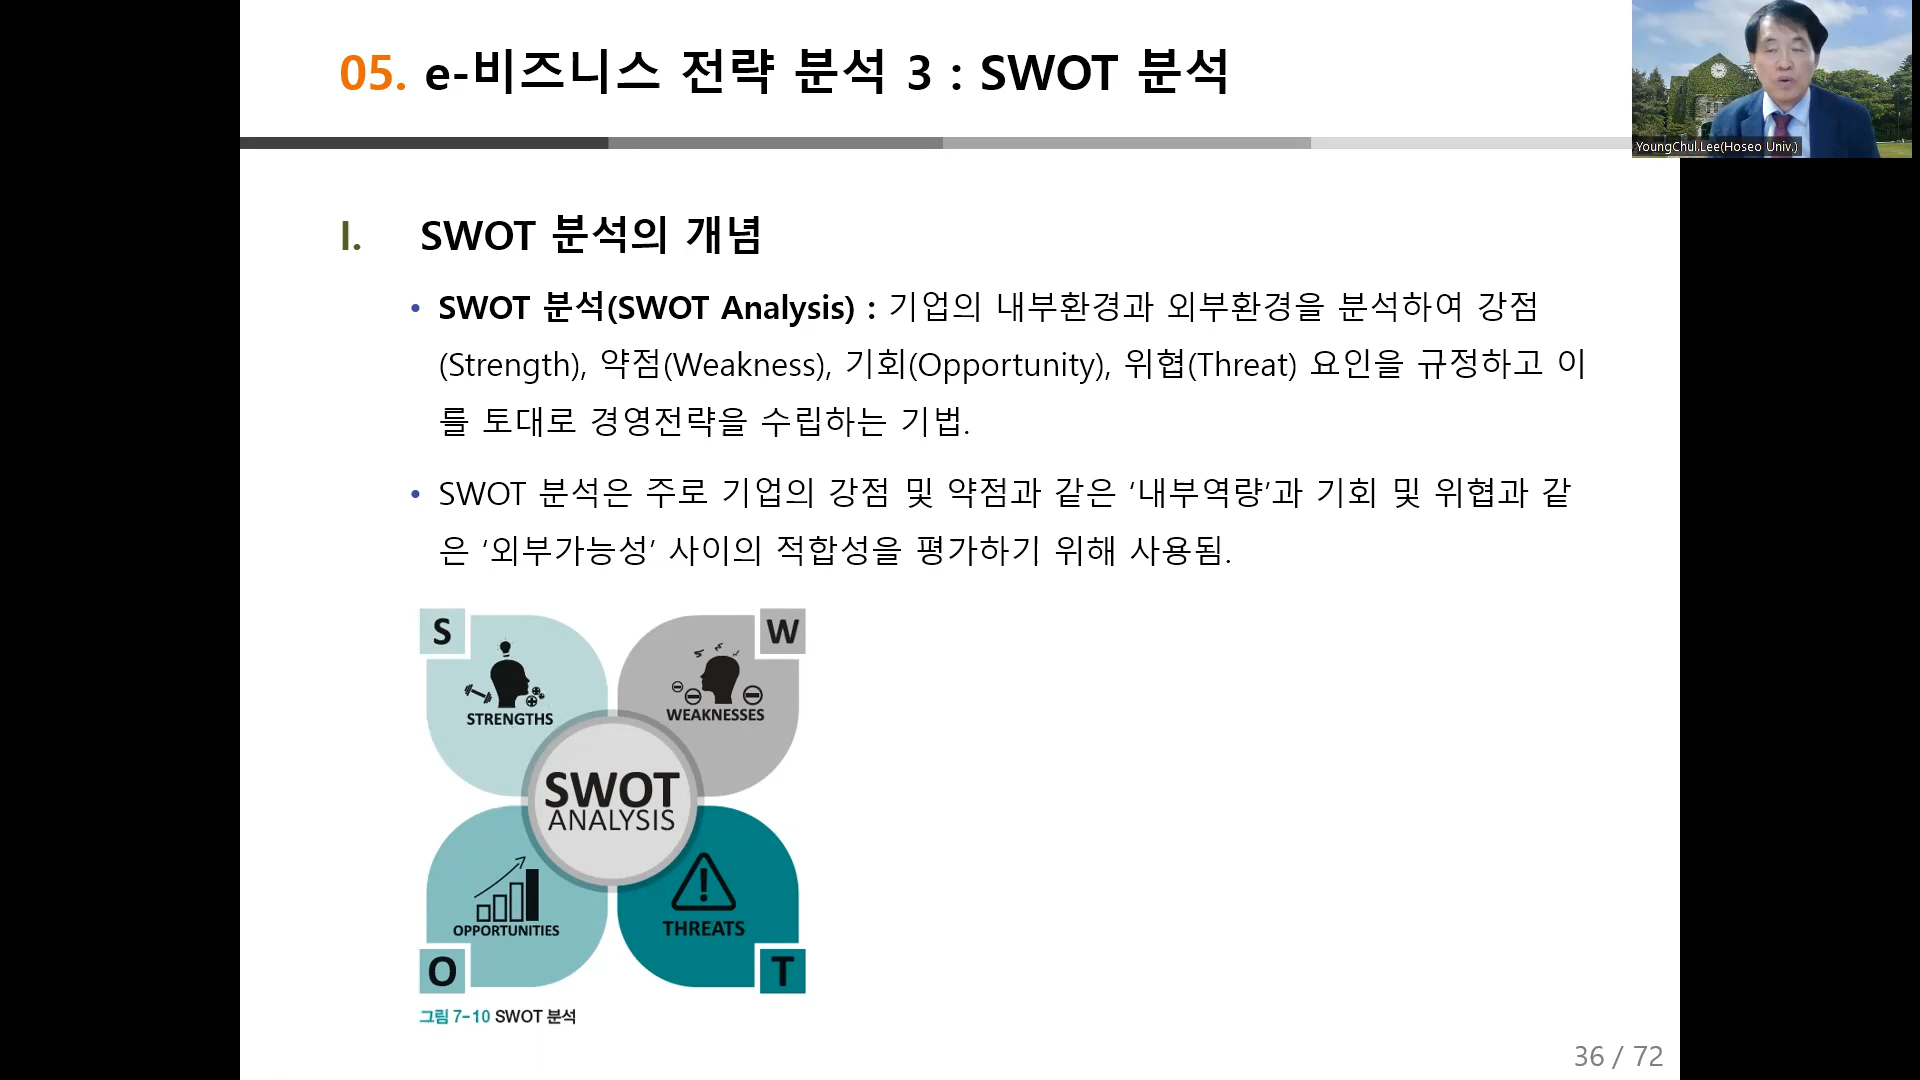 05. e-비즈니스 전략 분석 3 : SWOT 분석
YoungChul.Lee(Hoseo Univ.)
I. SWOT 분석의 개념
• SWOT 분석(SWOT Analysis) : 기업의 내부환경과 외부환경을 분석하여 강점
(Strength), 약점(Weakness), 기회(Opportunity), 위협(Threat) 요인을 규정하고 이
를 토대로 경영전략을 수립하는 기법.
• SWOT 분석은 주로 기업의 강점 및 약점과 같은 ‘내부역량’과 기회 및 위협과 같
은 ‘외부가능성’ 사이의 적합성을 평가하기 위해 사용됨.
S
W
STRENGTHS
WEAKNESSES
SWOT
ANALYSIS
OPPORTUNITIES
THREATS
O
T
그림 7-10 SWOT 분석
36 / 72